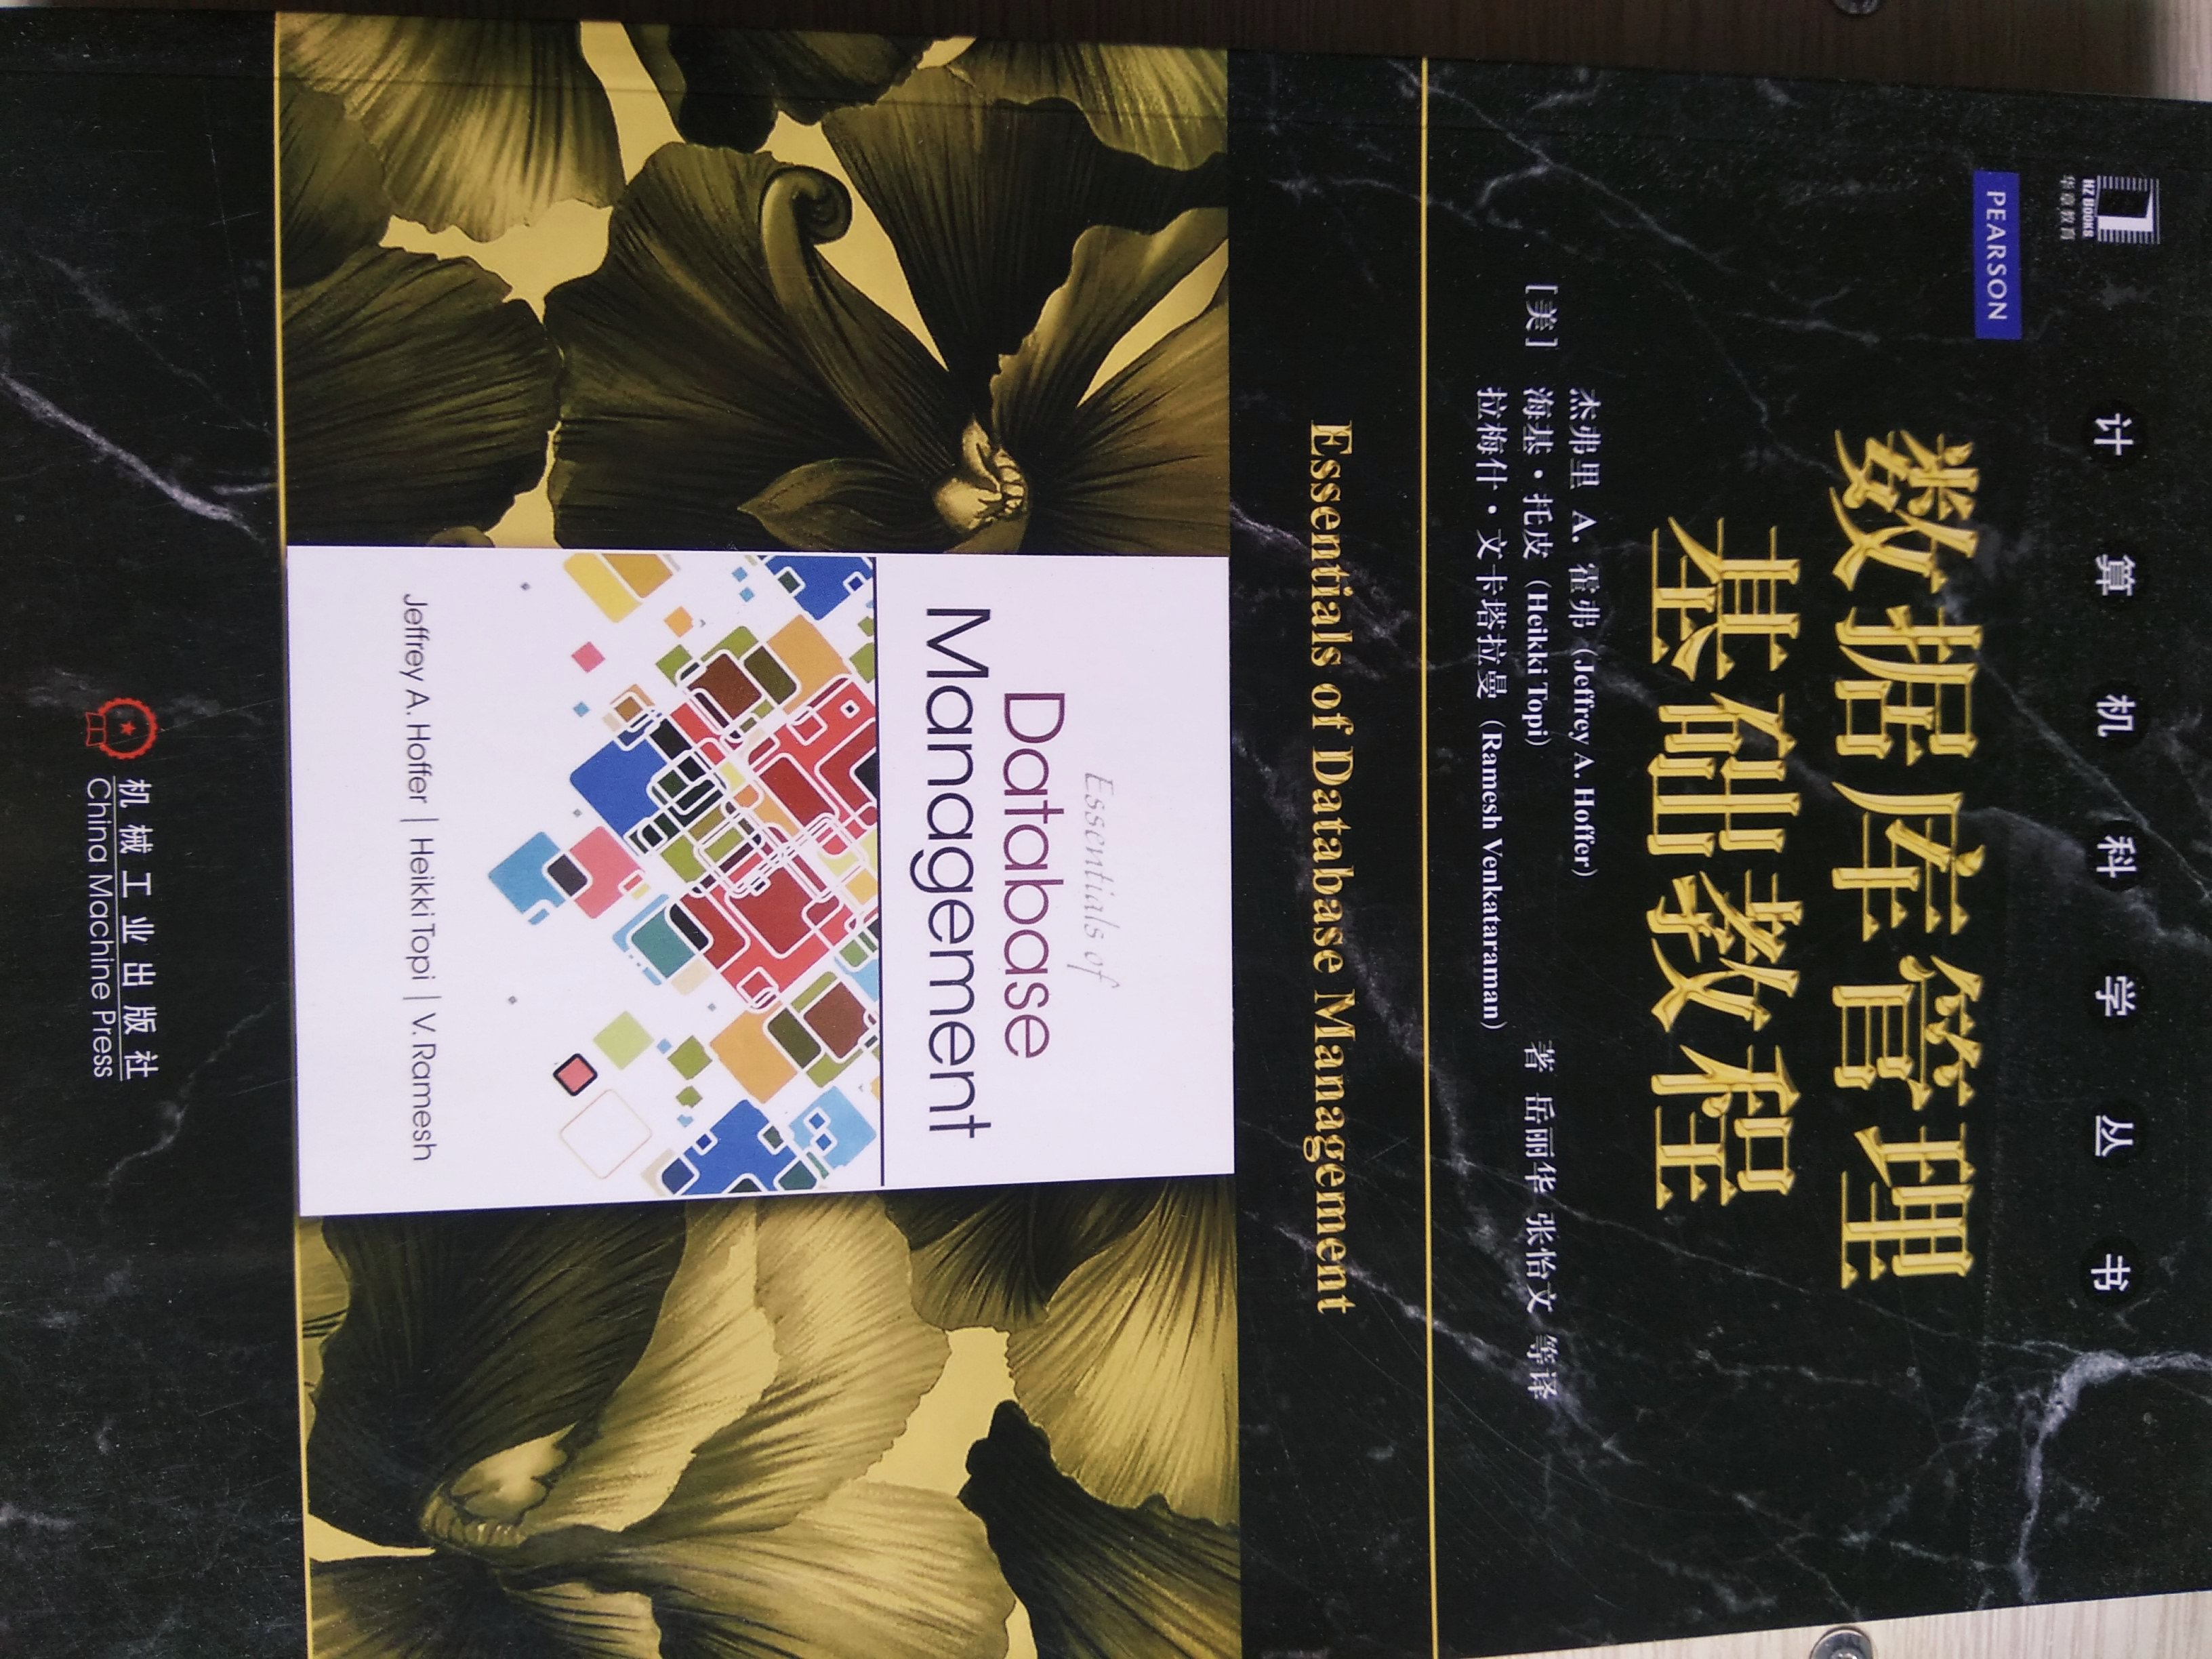 HZ BOOKS
华章教育
计算机科学丛书
PEARSON
数据库管理
基础教程
杰弗里 A. 霍弗（Jeffrey A. Hoffer）
[美] 海基·托皮（Heikki Topi） 著 岳丽华 张怡文 等译
拉梅什·文卡塔拉曼（Ramesh Venkataraman）
Essentials of Database Management
Essentials of
Database
Management
Jeffrey A. Hoffer | Heikki Topi | V. Ramesh
机械工业出版社
China Machine Press